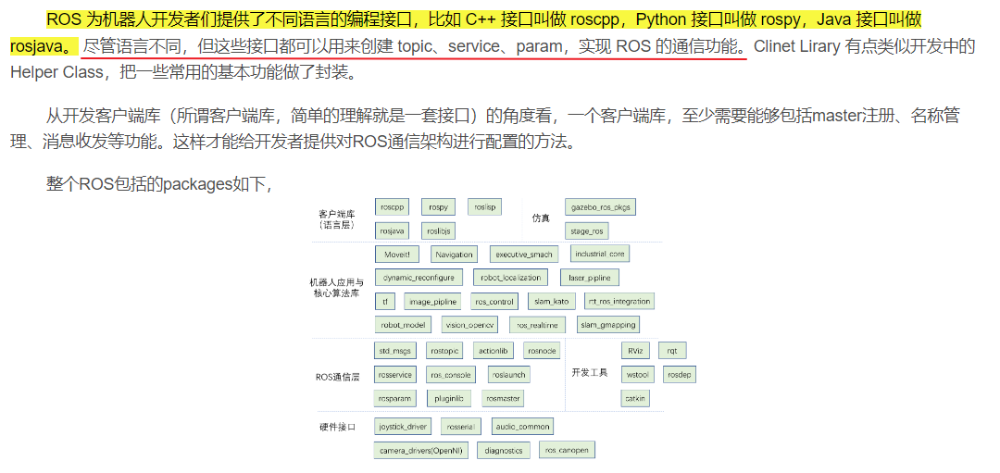 ROS 为机器人开发者们提供了不同语言的编程接口，比如 C++ 接口叫做 roscpp，Python 接口叫做 rospy，Java 接口叫做
rosjava。 尽管语言不同，但这些接口都可以用来创建 topic、service、param，实现 ROS 的通信功能。Clinet Lirary 有点类似开发中的
Helper Class，把一些常用的基本功能做了封装。
从开发客户端库（所谓客户端库，简单的理解就是一套接口）的角度看，一个客户端库，至少需要能够包括master注册、名称管
理、消息收发等功能。这样才能给开发者提供对ROS通信架构进行配置的方法。
整个ROS包括的packages如下，
客户端库
（语言层）
roscpp rospy roslisp
rosjava roslibjs
仿真
gazebo_ros_pkgs
stage_ros
机器人应用与
核心算法库
Moveit! Navigation executive_smach industrial_core
dynamic_reconfigure robot_localization laser_pipline
tf image_pipline ros_control slam_kato rtt_ros_integration
robot_model vision_opencv ros_realtime slam_gmapping
ROS通信层
std_msgs rostopic actionlib rosnode
rosservice ros_console roslaunch
rosparam pluginlib rosmaster
开发工具
RViz rqt
wstool rosdep
catkin
硬件接口
joystick_driver rosserial audio_common
camera_drivers(OpenNI) diagnostics ros_canopen